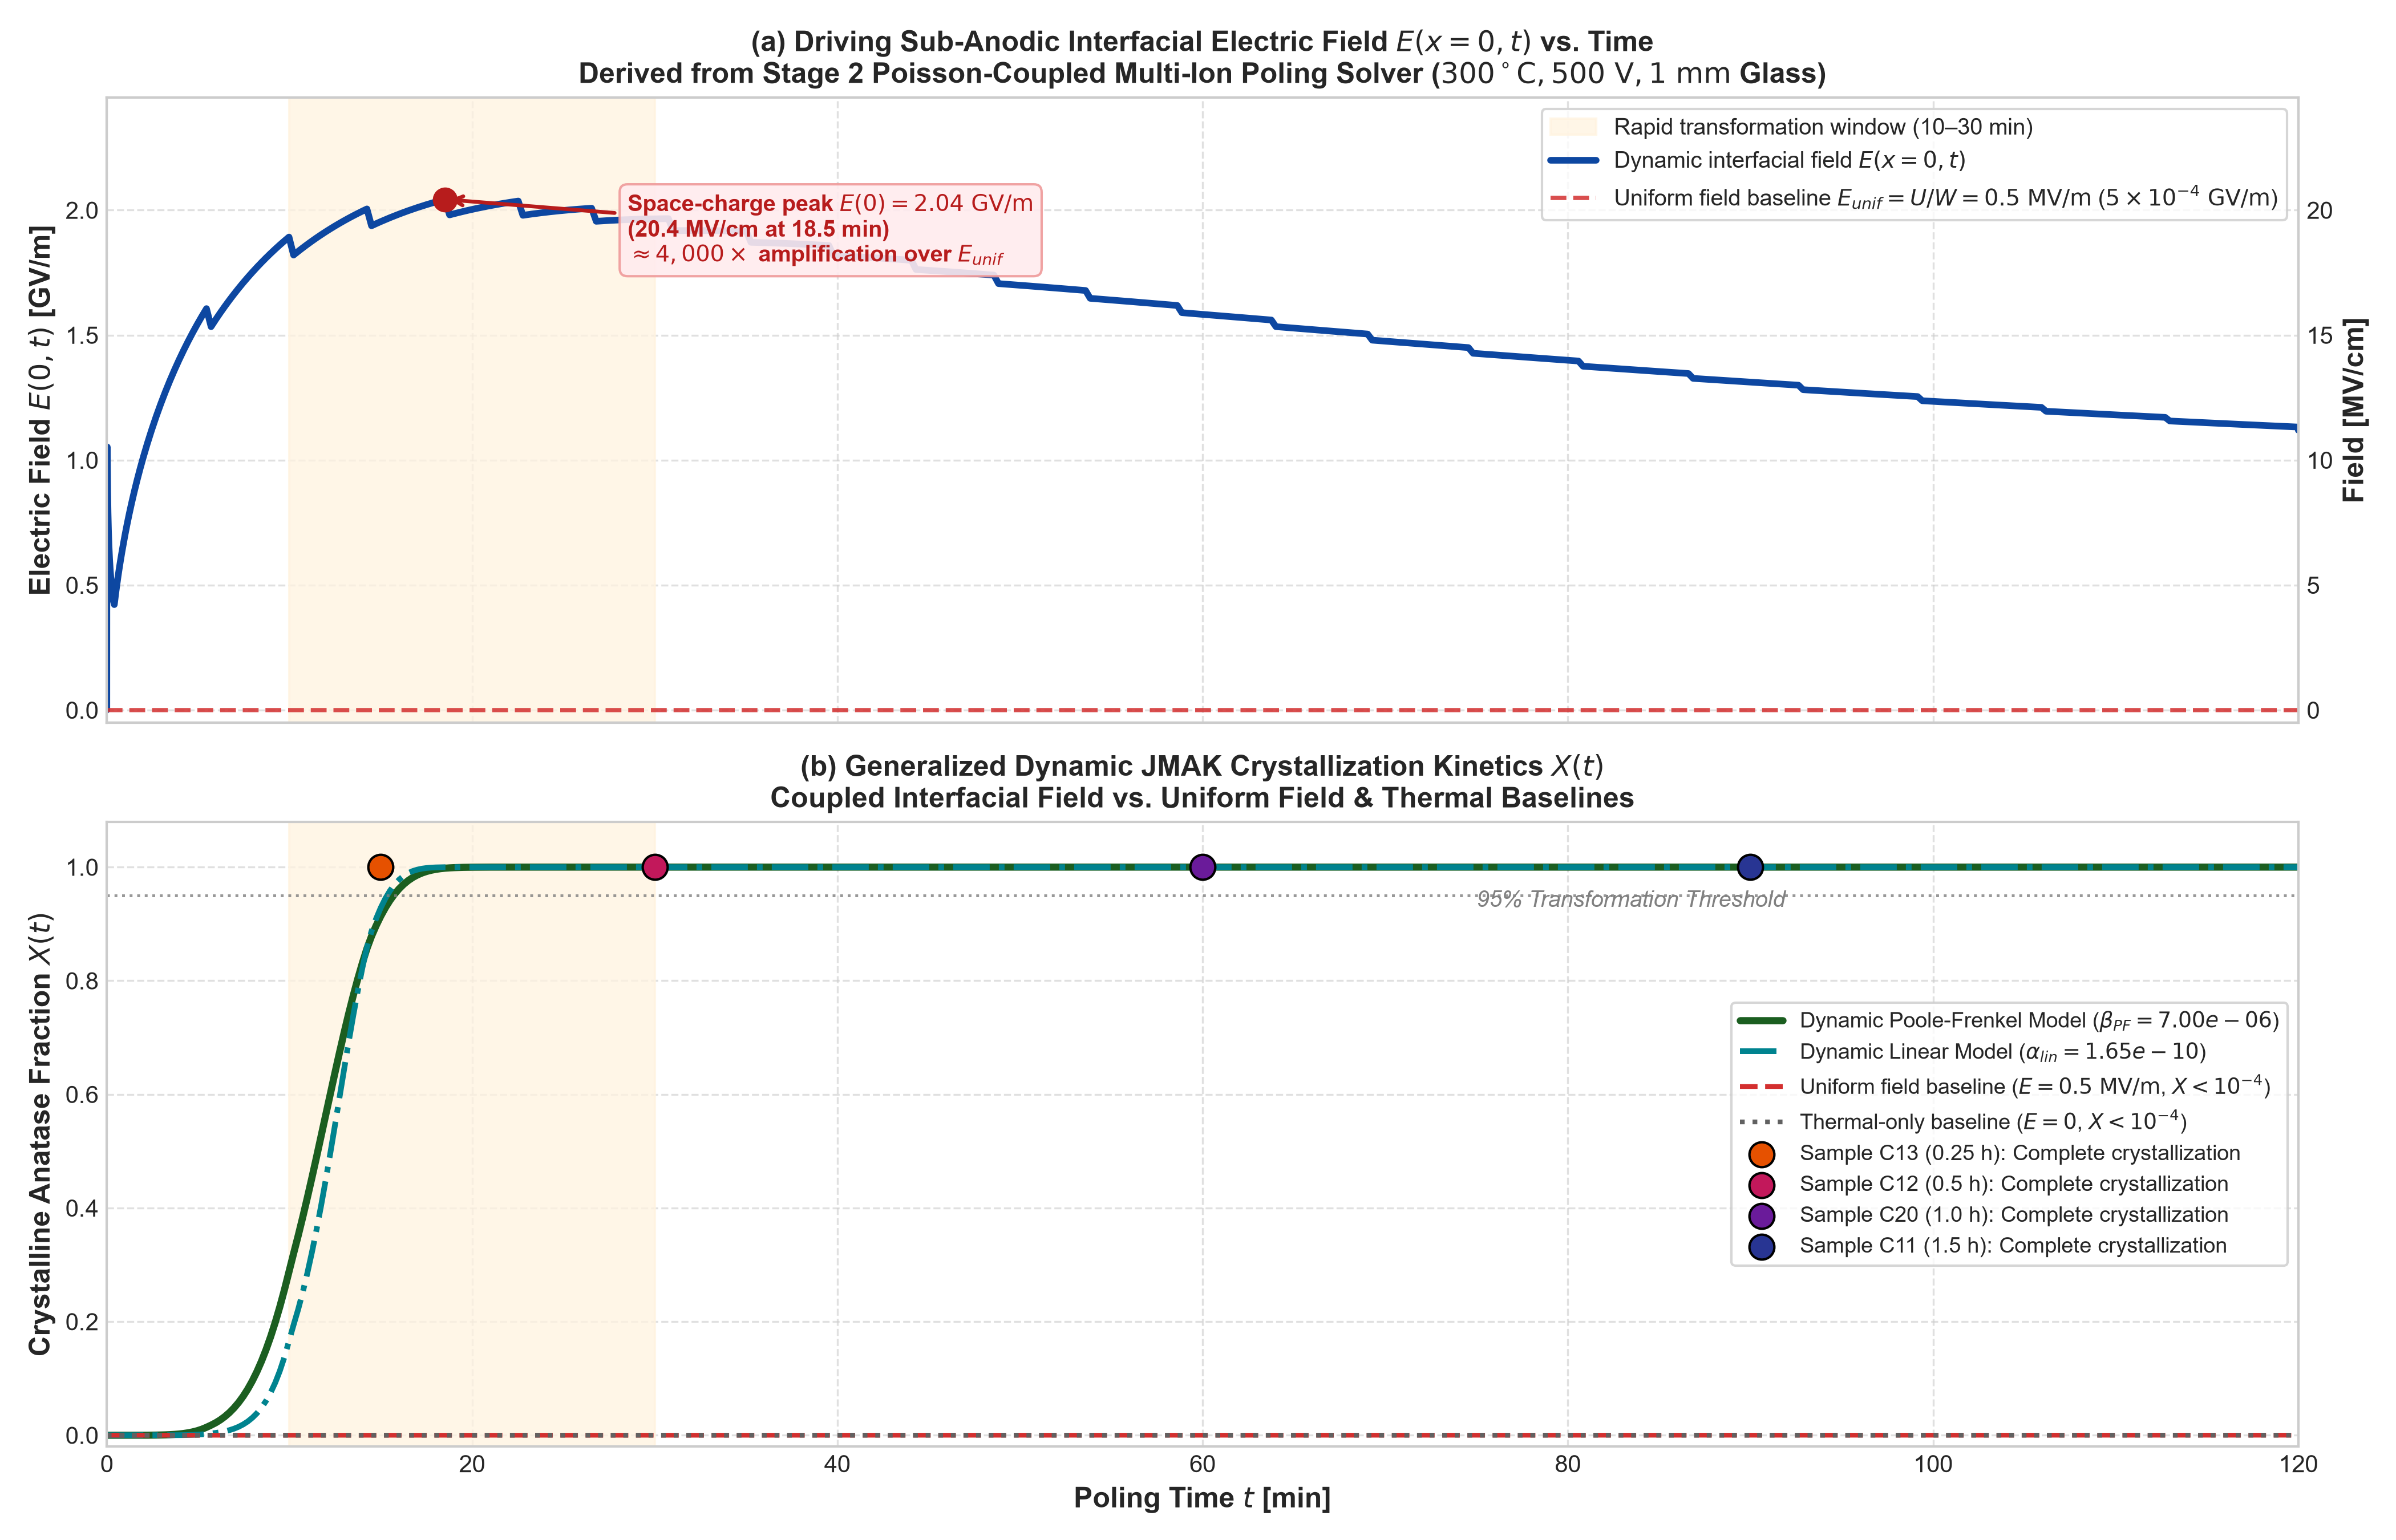 (a) Driving Sub-Anodic Interfacial Electric Field E(x = 0, t) vs. Time
Derived from Stage 2 Poisson-Coupled Multi-Ion Poling Solver (300°C, 500 V, 1 mm Glass)
Rapid transformation window (10–30 min)
Dynamic interfacial field E(x = 0, t)
Uniform field baseline E_unif = U/W = 0.5 MV/m (5 × 10⁻⁴ GV/m)
Space-charge peak E(0) = 2.04 GV/m
(20.4 MV/cm at 18.5 min)
≈ 4,000 × amplification over E_unif
Electric Field E(0, t) [GV/m]
2.0
1.5
1.0
0.5
0.0
Field [MV/cm]
20
15
10
5
0
(b) Generalized Dynamic JMAK Crystallization Kinetics X(t)
Coupled Interfacial Field vs. Uniform Field & Thermal Baselines
95% Transformation Threshold
Dynamic Poole-Frenkel Model (β_PF = 7.00e − 06)
Dynamic Linear Model (α_lin = 1.65e − 10)
Uniform field baseline (E = 0.5 MV/m, X < 10⁻⁴)
Thermal-only baseline (E = 0, X < 10⁻⁴)
Sample C13 (0.25 h): Complete crystallization
Sample C12 (0.5 h): Complete crystallization
Sample C20 (1.0 h): Complete crystallization
Sample C11 (1.5 h): Complete crystallization
Crystalline Anatase Fraction X(t)
1.0
0.8
0.6
0.4
0.2
0.0
0
20
40
60
80
100
120
Poling Time t [min]